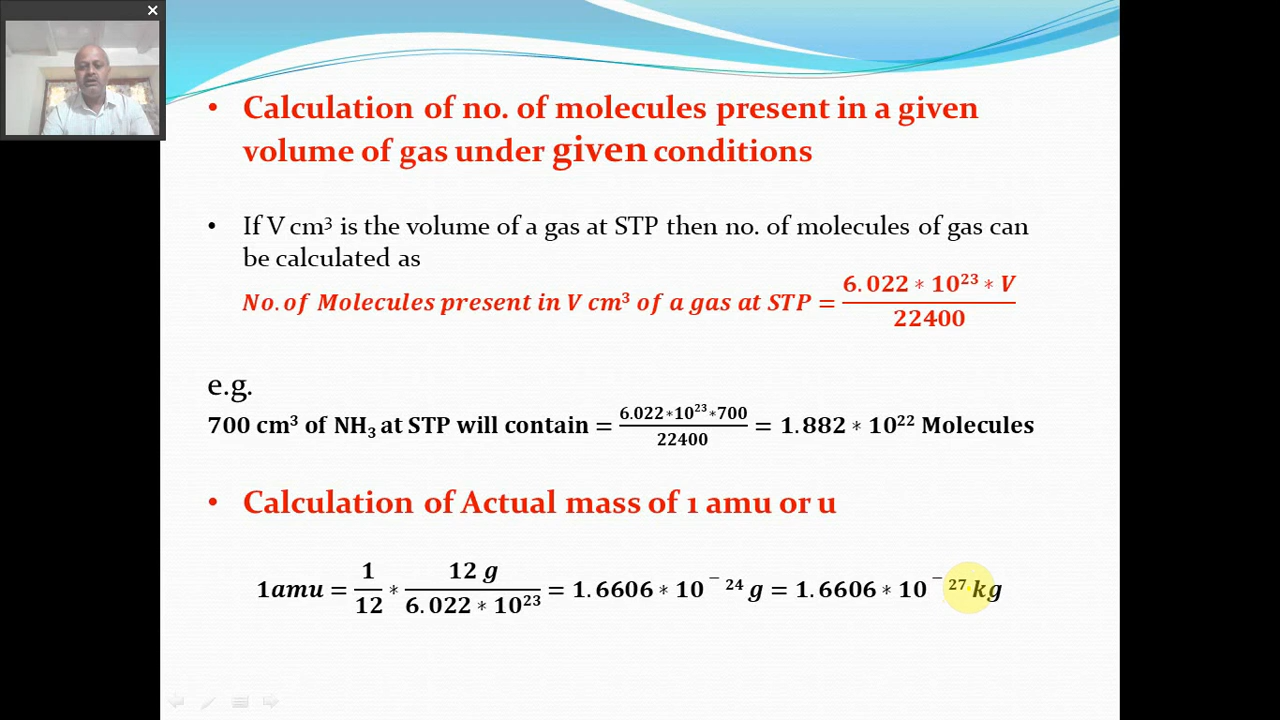 • Calculation of no. of molecules present in a given
volume of gas under given conditions
• If V cm³ is the volume of a gas at STP then no. of molecules of gas can
be calculated as
No. of Molecules present in V cm³ of a gas at STP = (6.022 * 10²³ * V) / 22400
e.g.
700 cm³ of NH₃ at STP will contain = (6.022*10²³*700) / 22400 = 1.882 * 10²² Molecules
• Calculation of Actual mass of 1 amu or u
1amu = 1/12 * 12 g / (6.022 * 10²³) = 1.6606 * 10⁻²⁴ g = 1.6606 * 10⁻²⁷ kg